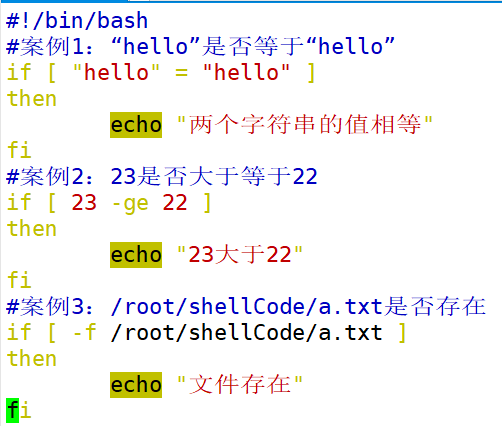 #!/bin/bash
#案例1：“hello”是否等于“hello”
if [ "hello" = "hello" ]
then
        echo "两个字符串的值相等"
fi
#案例2：23是否大于等于22
if [ 23 -ge 22 ]
then
        echo "23大于22"
fi
#案例3：/root/shellCode/a.txt是否存在
if [ -f /root/shellCode/a.txt ]
then
        echo "文件存在"
fi